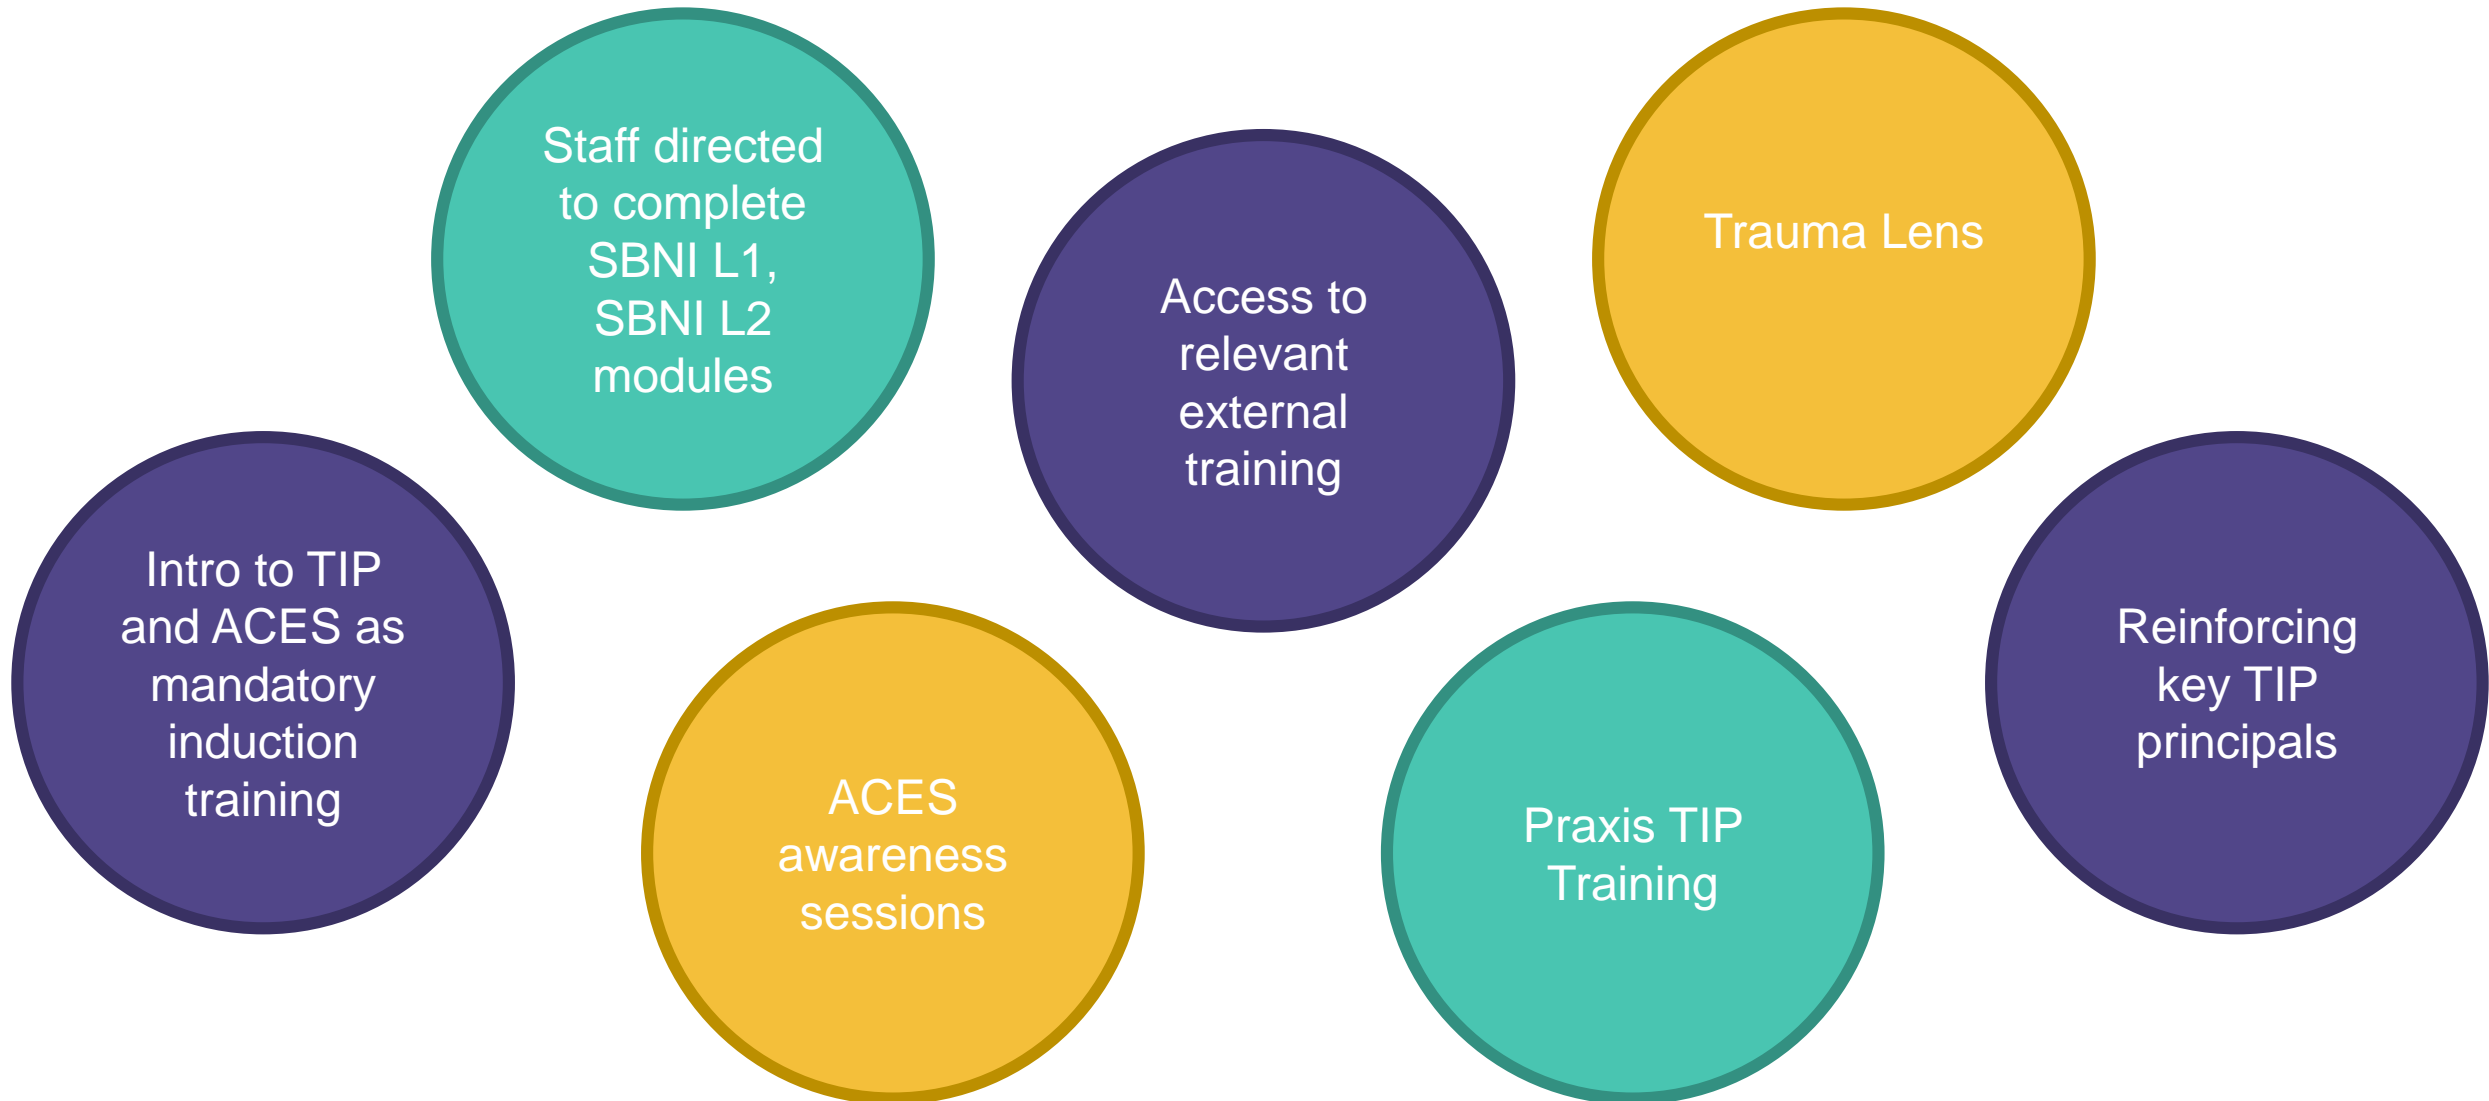 Staff directed
to complete
SBNI L1,
SBNI L2
modules
Access to
relevant
external
training
Trauma Lens
Intro to TIP
and ACES as
mandatory
induction
training
ACES
awareness
sessions
Praxis TIP
Training
Reinforcing
key TIP
principals